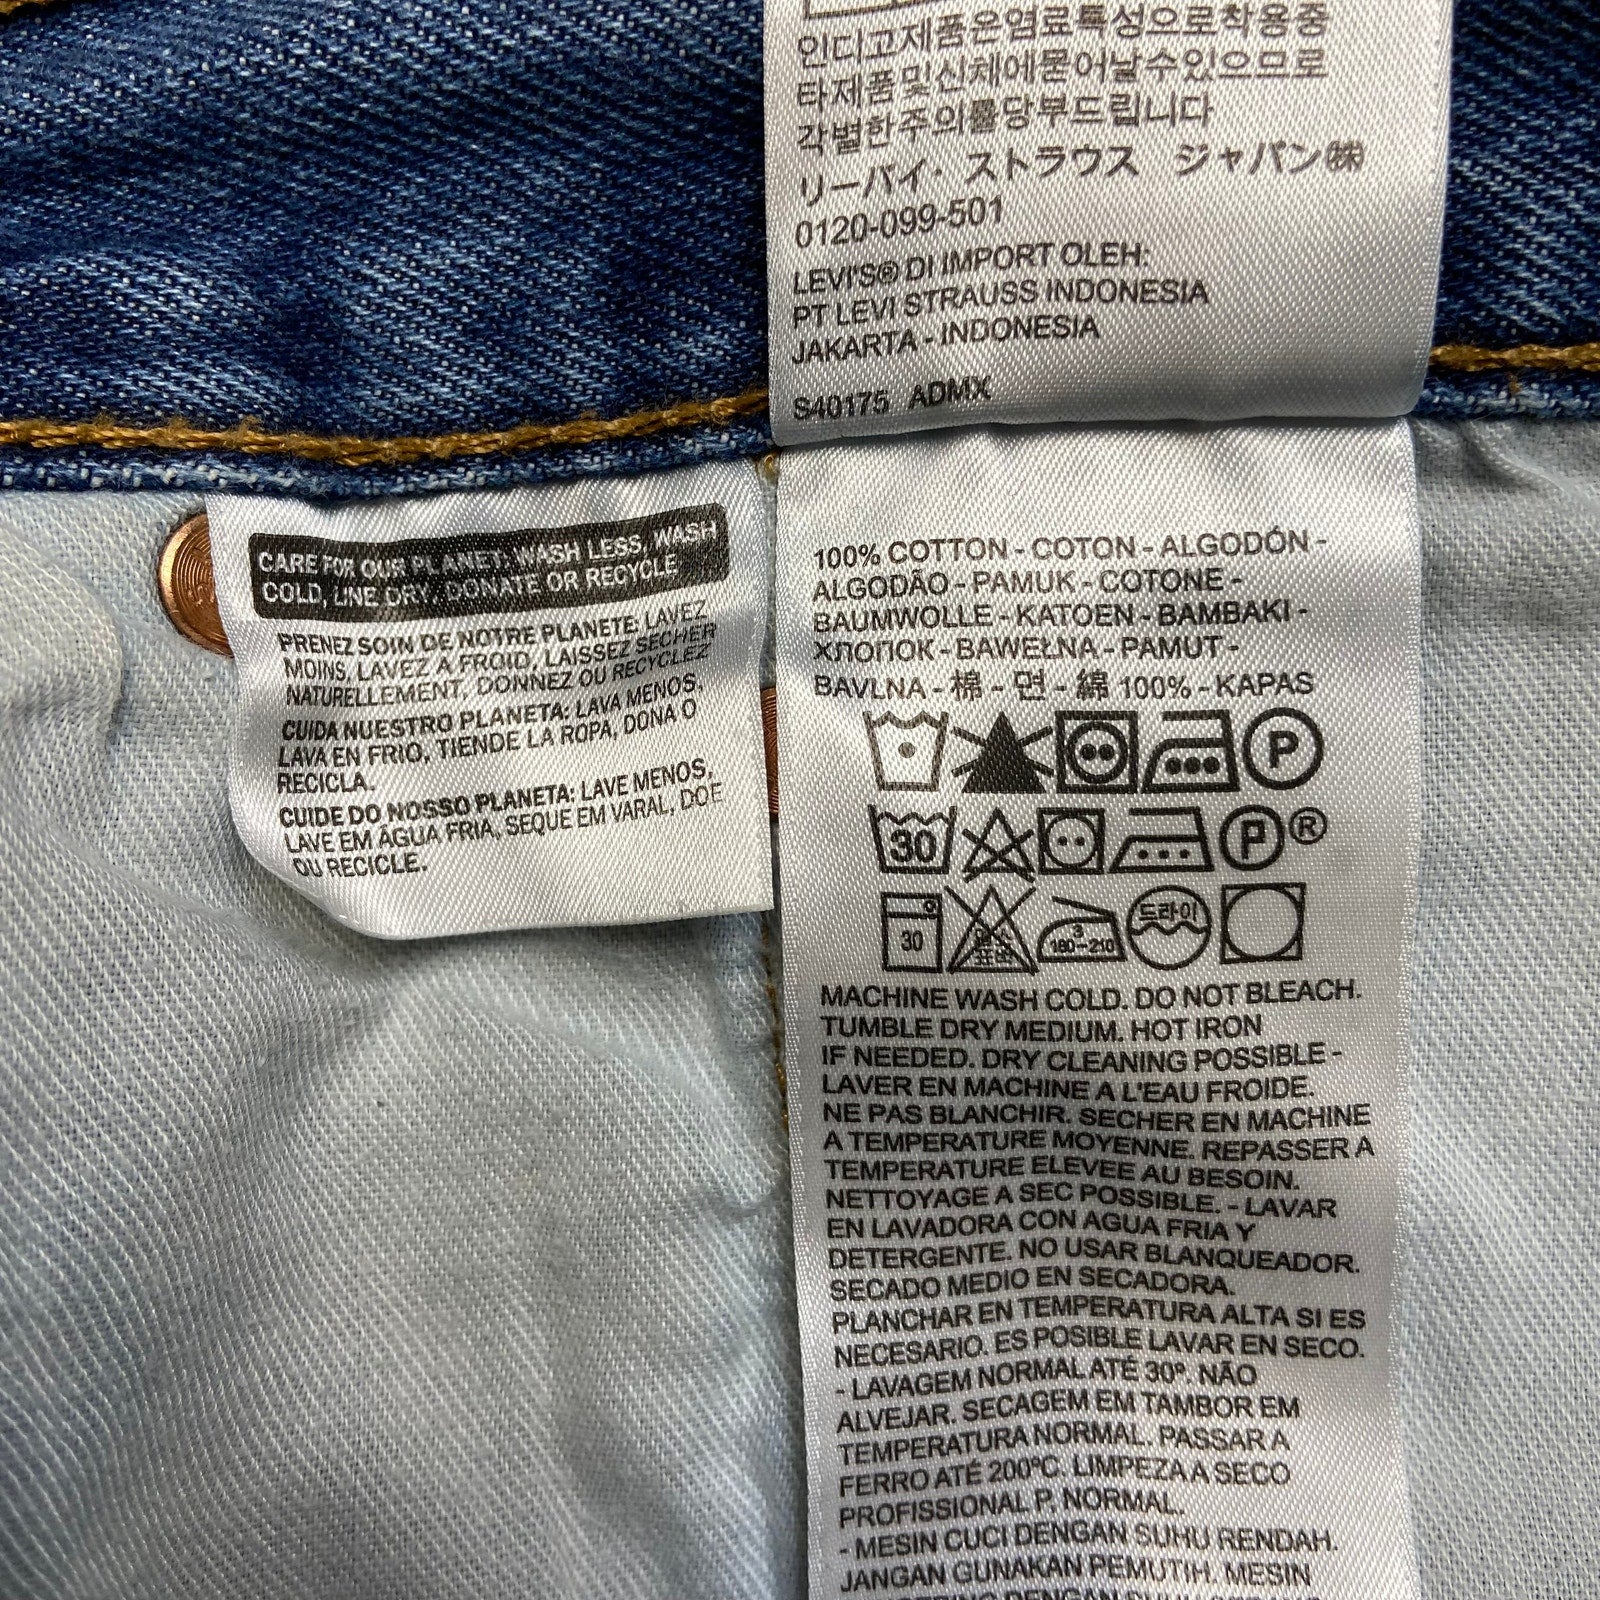 인디고제품은염료특성으로착용중
타제품및신체에묻어날수있으므로
각별한주의를당부드립니다
リーバイ・ストラウス ジャパン㈱
0120-099-501
LEVI'S® DI IMPORT OLEH:
PT LEVI STRAUSS INDONESIA
JAKARTA - INDONESIA
S40175 ADMX
CARE FOR OUR PLANET: WASH LESS, WASH
COLD, LINE DRY, DONATE OR RECYCLE
PRENEZ SOIN DE NOTRE PLANETE: LAVEZ
MOINS, LAVEZ A FROID, LAISSEZ SECHER
NATURELLEMENT, DONNEZ OU RECYCLEZ
CUIDA NUESTRO PLANETA: LAVA MENOS,
LAVA EN FRIO, TIENDE LA ROPA, DONA O
RECICLA.
CUIDE DO NOSSO PLANETA: LAVE MENOS,
LAVE EM ÁGUA FRIA, SEQUE EM VARAL, DOE
OU RECICLE.
100% COTTON - COTON - ALGODÓN -
ALGODÃO - PAMUK - COTONE -
BAUMWOLLE - KATOEN - BAMBAKI -
ХЛОПОК - BAWEŁNA - PAMUT -
BAVLNA - 棉 - 면 - 綿 100% - KAPAS
P
30 P ®
30 3 180-210 드라이
MACHINE WASH COLD. DO NOT BLEACH.
TUMBLE DRY MEDIUM. HOT IRON
IF NEEDED. DRY CLEANING POSSIBLE -
LAVER EN MACHINE A L'EAU FROIDE.
NE PAS BLANCHIR. SECHER EN MACHINE
A TEMPERATURE MOYENNE. REPASSER A
TEMPERATURE ELEVEE AU BESOIN.
NETTOYAGE A SEC POSSIBLE. - LAVAR
EN LAVADORA CON AGUA FRIA Y
DETERGENTE. NO USAR BLANQUEADOR.
SECADO MEDIO EN SECADORA.
PLANCHAR EN TEMPERATURA ALTA SI ES
NECESARIO. ES POSIBLE LAVAR EN SECO.
- LAVAGEM NORMAL ATÉ 30º. NÃO
ALVEJAR. SECAGEM EM TAMBOR EM
TEMPERATURA NORMAL. PASSAR A
FERRO ATÉ 200ºC. LIMPEZA A SECO
PROFISSIONAL P, NORMAL.
- MESIN CUCI DENGAN SUHU RENDAH.
JANGAN GUNAKAN PEMUTIH. MESIN